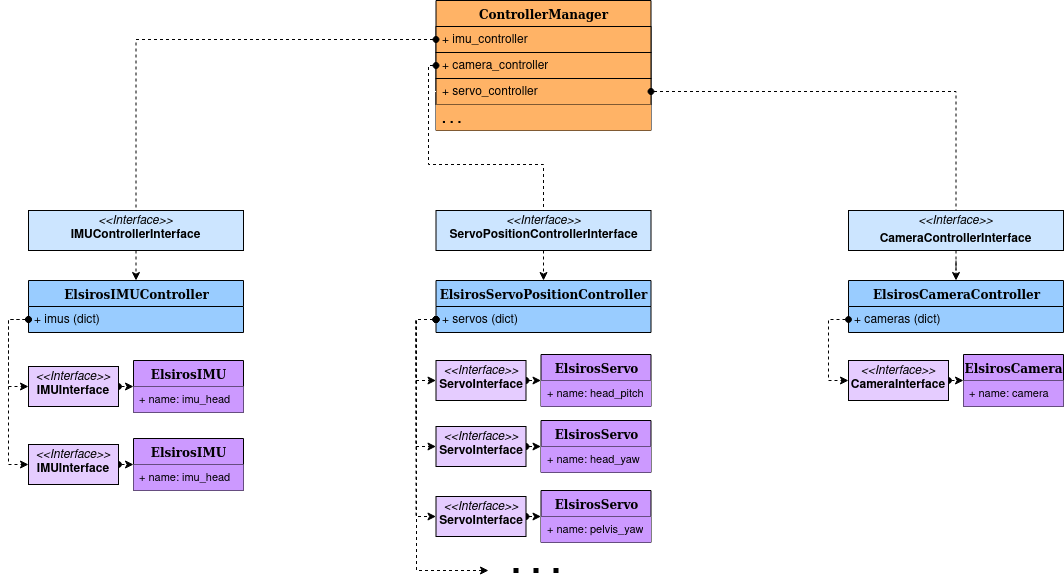 ControllerManager
+ imu_controller
+ camera_controller
+ servo_controller
. . .
<<Interface>>
IMUControllerInterface
<<Interface>>
ServoPositionControllerInterface
<<Interface>>
CameraControllerInterface
ElsirosIMUController
+ imus (dict)
ElsirosServoPositionController
+ servos (dict)
ElsirosCameraController
+ cameras (dict)
<<Interface>>
IMUInterface
ElsirosIMU
+ name: imu_head
<<Interface>>
IMUInterface
ElsirosIMU
+ name: imu_head
<<Interface>>
ServoInterface
ElsirosServo
+ name: head_pitch
<<Interface>>
ServoInterface
ElsirosServo
+ name: head_yaw
<<Interface>>
ServoInterface
ElsirosServo
+ name: pelvis_yaw
. . .
<<Interface>>
CameraInterface
ElsirosCamera
+ name: camera